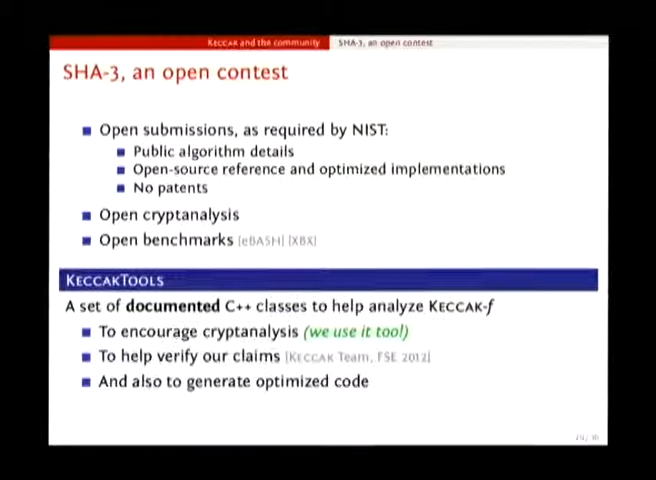 KECCAK and the community SHA-3, an open contest
SHA-3, an open contest
Open submissions, as required by NIST:
Public algorithm details
Open-source reference and optimized implementations
No patents
Open cryptanalysis
Open benchmarks [eBASH] [XBX]
KECCAKTOOLS
A set of documented C++ classes to help analyze KECCAK-f
To encourage cryptanalysis (we use it too!)
To help verify our claims [KECCAK Team, FSE 2012]
And also to generate optimized code